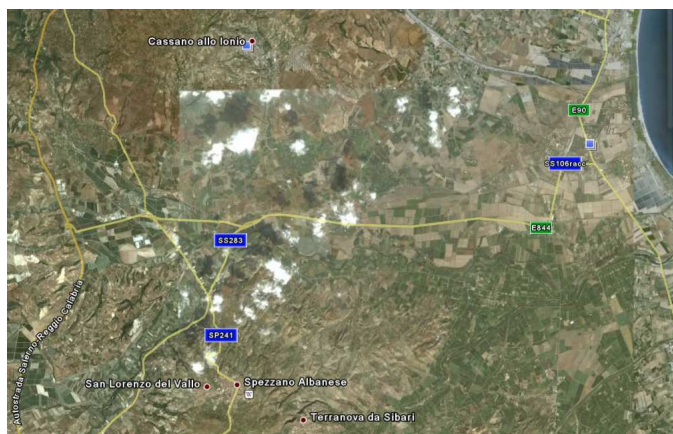 Cassano allo Ionio
E90
SS106racc
E844
SS283
SP241
Autostrada Salerno-Reggio Calabria
San Lorenzo del Vallo
Spezzano Albanese
Terranova da Sibari